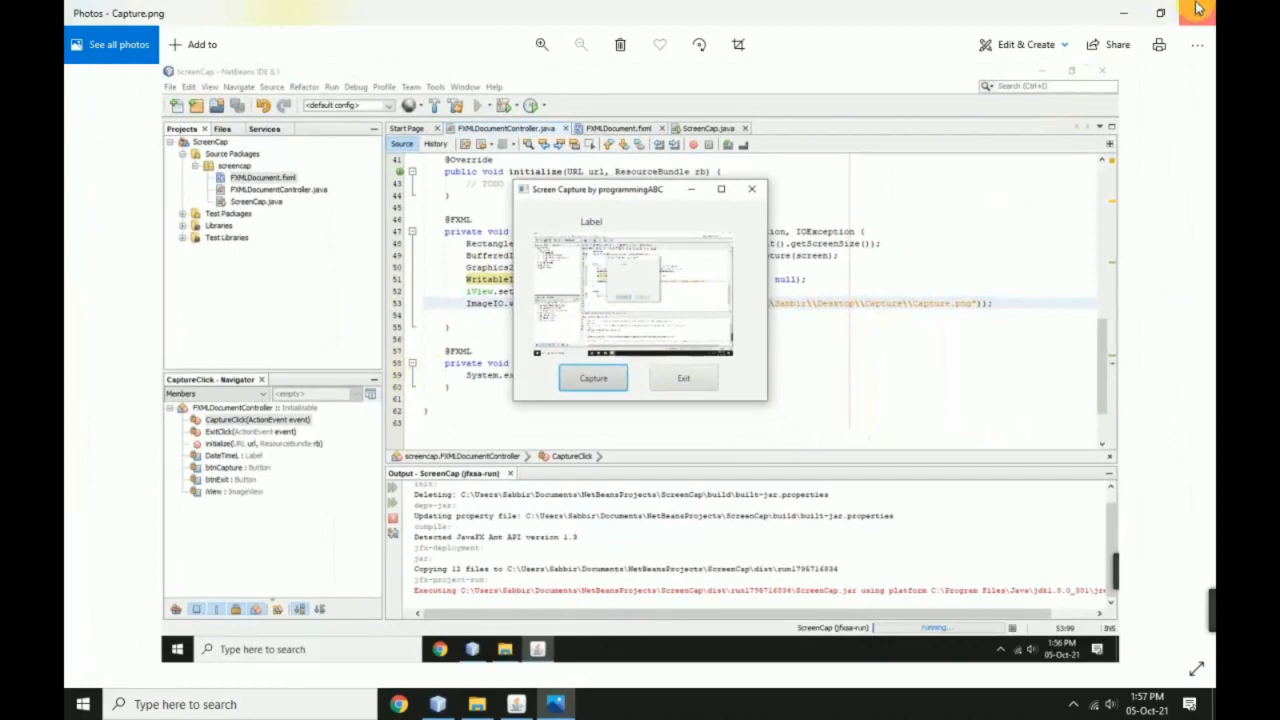 Photos - Capture.png
See all photos
Add to
Edit & Create
Share
ScreenCap - NetBeans IDE 8.1
File Edit View Navigate Source Refactor Run Debug Profile Team Tools Window Help
Search (Ctrl+I)
<default config>
Projects Files Services
Start Page FXMLDocumentController.java FXMLDocument.fxml ScreenCap.java
Source History
ScreenCap
Source Packages
screencap
FXMLDocument.fxml
FXMLDocumentController.java
ScreenCap.java
Test Packages
Libraries
Test Libraries
41 @Override
public void initialize(URL url, ResourceBundle rb) {
43 // TODO
44 }
45
46 @FXML
47 private void ion, IOException {
48 Rectangle t().getScreenSize());
49 BufferedI ture(screen);
50 Graphics2
51 WritableI null);
52 iView.set
53 ImageIO.w \Sabbir\\Desktop\\Capture\\Capture.png"));
54
55 }
56
57 @FXML
58 private void
59 System.ex
60 }
61
62 }
63
Screen Capture by programmingABC
Label
Capture Exit
CaptureClick - Navigator
Members <empty>
FXMLDocumentController :: Initializable
CaptureClick(ActionEvent event)
ExitClick(ActionEvent event)
initialize(URL url, ResourceBundle rb)
DateTimeL : Label
btnCapture : Button
btnExit : Button
iView : ImageView
screencap.FXMLDocumentController CaptureClick
Output - ScreenCap (jfxsa-run)
init:
Deleting: C:\Users\Sabbir\Documents\NetBeansProjects\ScreenCap\build\built-jar.properties
deps-jar:
Updating property file: C:\Users\Sabbir\Documents\NetBeansProjects\ScreenCap\build\built-jar.properties
compile:
Detected JavaFX Ant API version 1.3
jfx-deployment:
jar:
Copying 12 files to C:\Users\Sabbir\Documents\NetBeansProjects\ScreenCap\dist\run1795716834
jfx-project-run:
Executing C:\Users\Sabbir\Documents\NetBeansProjects\ScreenCap\dist\run1795716834\ScreenCap.jar using platform C:\Program Files\Java\jdk1.8.0_301\jre
ScreenCap (jfxsa-run) running... 53:99 INS
Type here to search
1:56 PM
05-Oct-21
Type here to search
1:57 PM
05-Oct-21